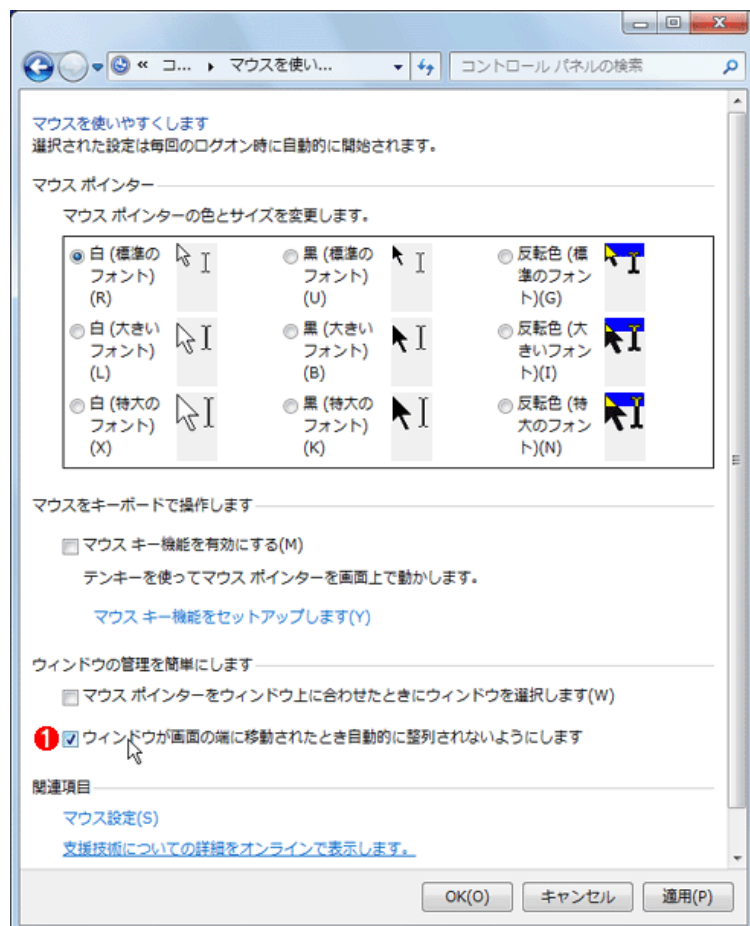 « コ... ▸ マウスを使い... コントロール パネルの検索
マウスを使いやすくします
選択された設定は毎回のログオン時に自動的に開始されます。
マウス ポインター
マウス ポインターの色とサイズを変更します。
白 (標準の
フォント)
(R)
黒 (標準の
フォント)
(U)
反転色 (標
準のフォン
ト)(G)
白 (大きい
フォント)
(L)
黒 (大きい
フォント)
(B)
反転色 (大
きいフォン
ト)(I)
白 (特大の
フォント)
(X)
黒 (特大の
フォント)
(K)
反転色 (特
大のフォン
ト)(N)
マウスをキーボードで操作します
マウス キー機能を有効にする(M)
テンキーを使ってマウス ポインターを画面上で動かします。
マウス キー機能をセットアップします(Y)
ウィンドウの管理を簡単にします
マウス ポインターをウィンドウ上に合わせたときにウィンドウを選択します(W)
1 ウィンドウが画面の端に移動されたとき自動的に整列されないようにします
関連項目
マウス設定(S)
支援技術についての詳細をオンラインで表示します。
OK(O) キャンセル 適用(P)